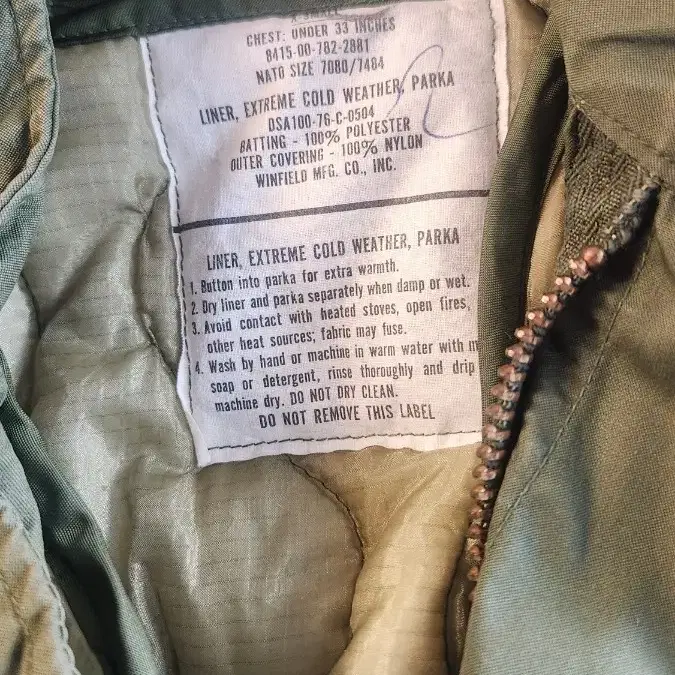 X-SMALL
CHEST: UNDER 33 INCHES
8415-00-782-2881
NATO SIZE 7080/7484
LINER, EXTREME COLD WEATHER, PARKA
DSA100-76-C-0504
BATTING - 100% POLYESTER
OUTER COVERING - 100% NYLON
WINFIELD MFG. CO., INC.
LINER, EXTREME COLD WEATHER, PARKA
1. Button into parka for extra warmth.
2. Dry liner and parka separately when damp or wet.
3. Avoid contact with heated stoves, open fires,
other heat sources; fabric may fuse.
4. Wash by hand or machine in warm water with
soap or detergent, rinse thoroughly and drip
machine dry. DO NOT DRY CLEAN.
DO NOT REMOVE THIS LABEL